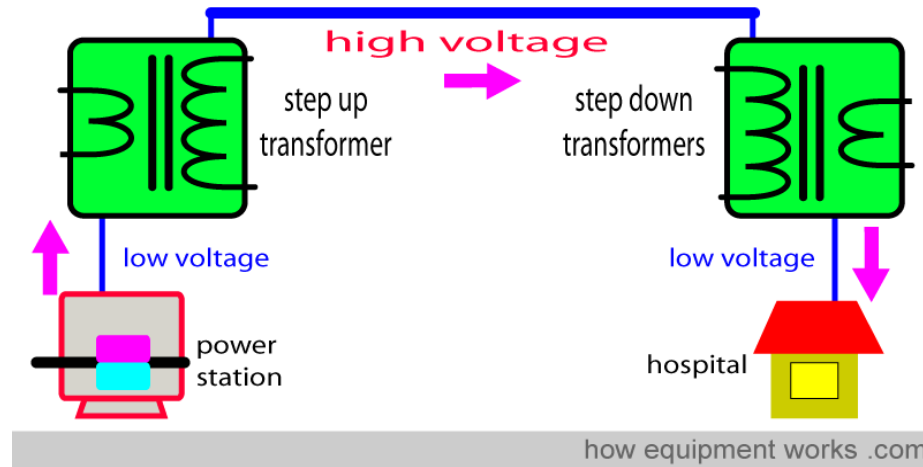 high voltage
step up
transformer
step down
transformers
low voltage
low voltage
power
station
hospital
how equipment works .com